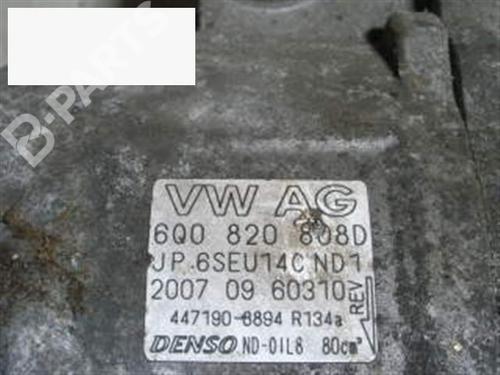 B-PARTS
VW AG
6Q0 820 808D
JP.6SEU14C ND1
2007 09 60310 REV
447190-6894 R134a
DENSO ND-OIL8 80cm³